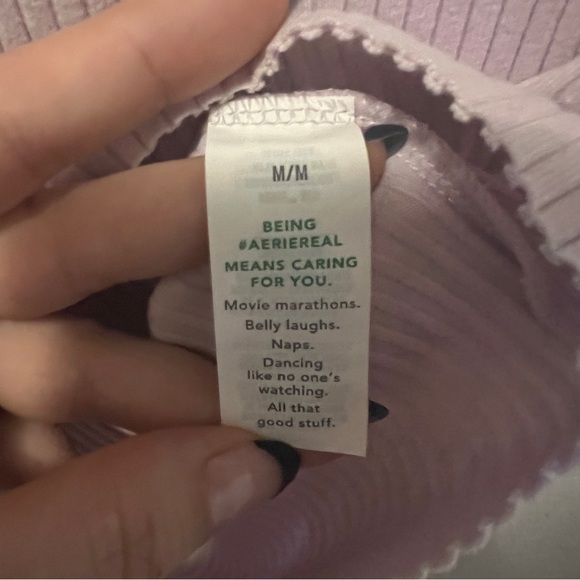 M/M
BEING
#AERIEREAL
MEANS CARING
FOR YOU.
Movie marathons.
Belly laughs.
Naps.
Dancing
like no one's
watching.
All that
good stuff.